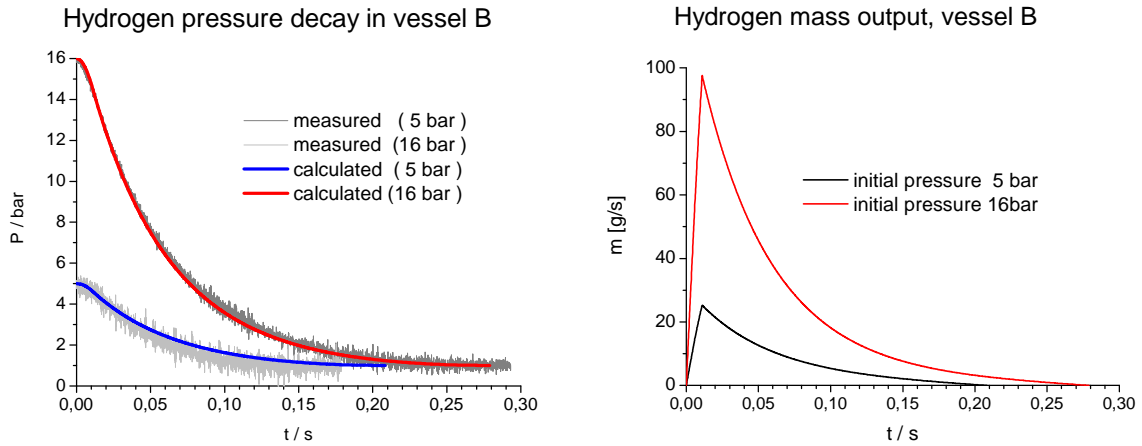 Hydrogen pressure decay in vessel B
16
14
12
10
8
6
4
2
0
P / bar
measured ( 5 bar )
measured (16 bar )
calculated ( 5 bar )
calculated (16 bar )
0,00 0,05 0,10 0,15 0,20 0,25 0,30
t / s
Hydrogen mass output, vessel B
100
80
60
40
20
0
m [g/s]
initial pressure 5 bar
initial pressure 16bar
0,00 0,05 0,10 0,15 0,20 0,25 0,30
t / s